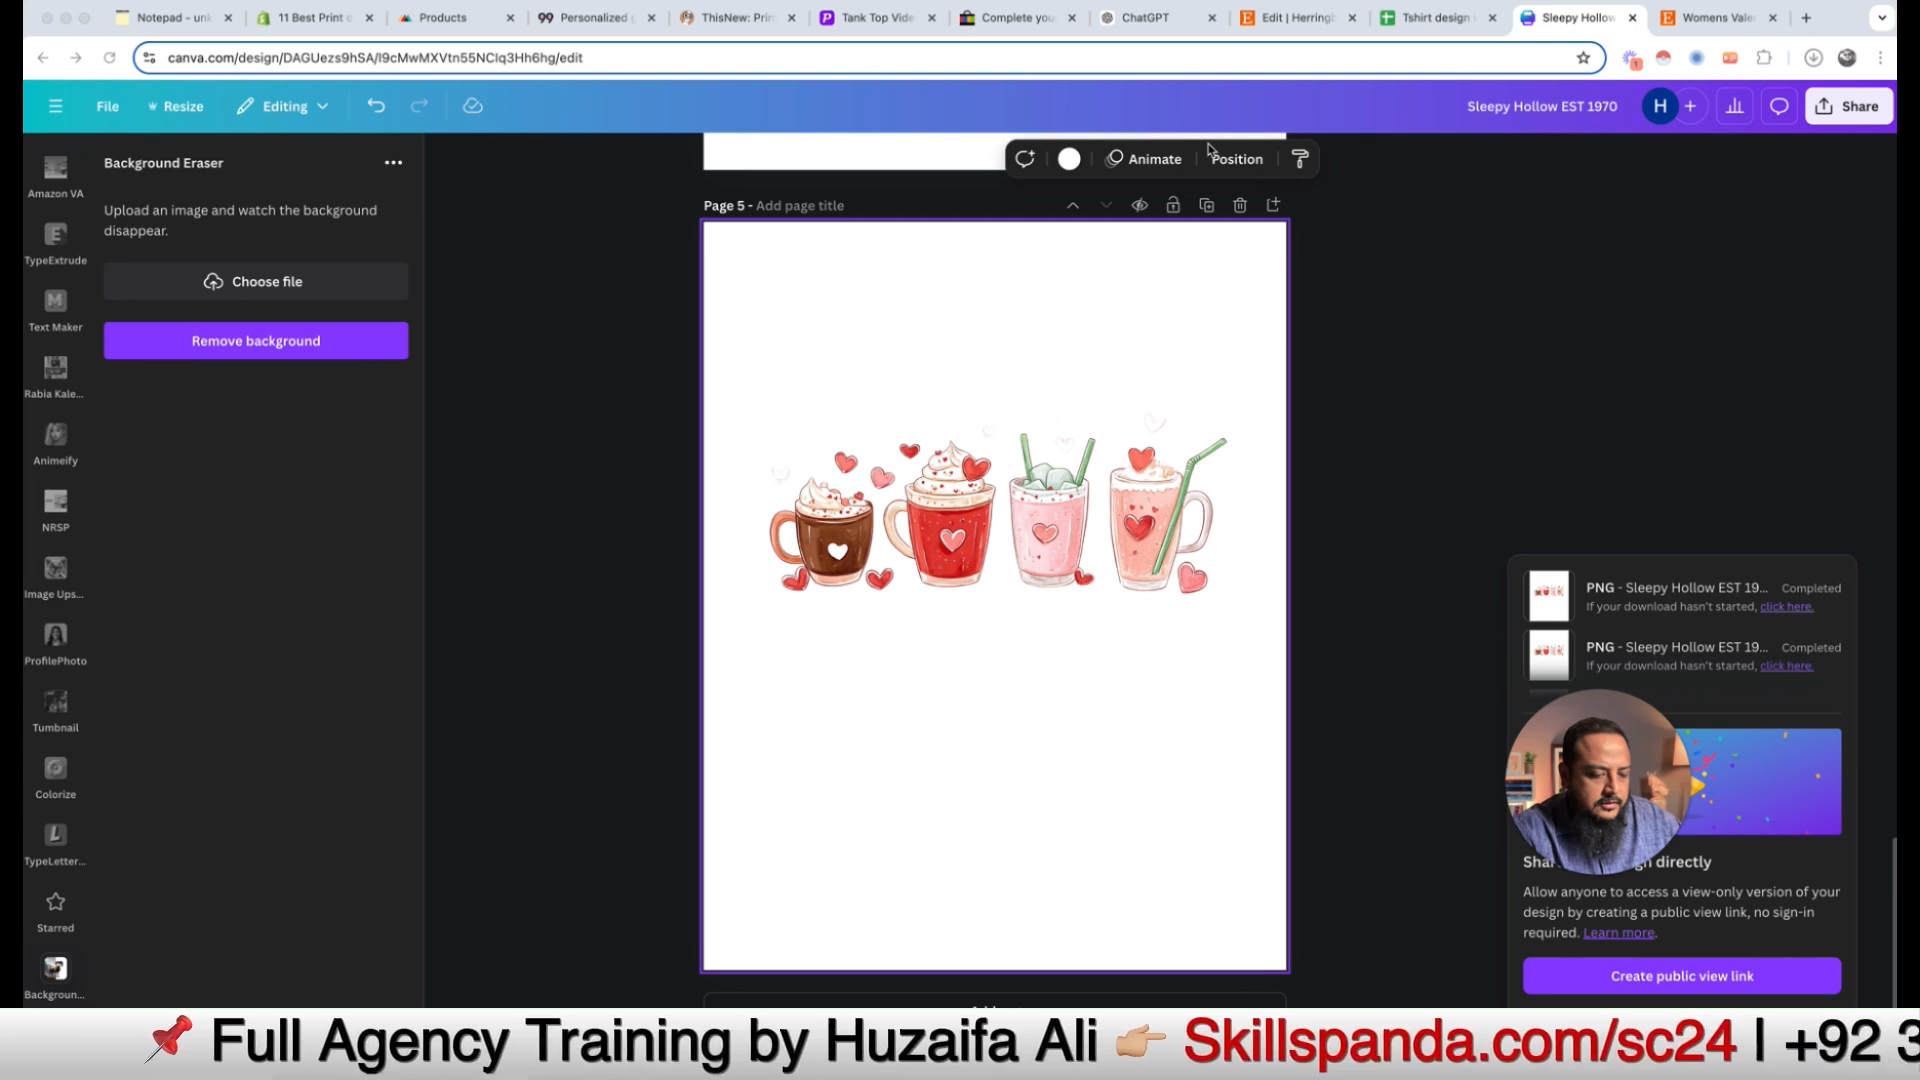 Notepad - unt
11 Best Print o
Products
Personalized g
ThisNew: Prin
Tank Top Vide
Complete you
ChatGPT
Edit | Herringb
Tshirt design
Sleepy Hollow
Womens Valen
canva.com/design/DAGUezs9hSA/I9cMwMXVtn55NCIq3Hh6hg/edit
File
Resize
Editing
Sleepy Hollow EST 1970
H
Share
Amazon VA
TypeExtrude
Text Maker
Rabia Kale...
Animeify
NRSP
Image Ups...
ProfilePhoto
Tumbnail
Colorize
TypeLetter...
Starred
Backgroun...
Background Eraser
Upload an image and watch the background
disappear.
Choose file
Remove background
Animate
Position
Page 5 - Add page title
PNG - Sleepy Hollow EST 19... Completed
If your download hasn't started, click here.
PNG - Sleepy Hollow EST 19... Completed
If your download hasn't started, click here.
directly
Allow anyone to access a view-only version of your
design by creating a public view link, no sign-in
required. Learn more.
Create public view link
📌 Full Agency Training by Huzaifa Ali 👉🏼 Skillspanda.com/sc24 | +92 3